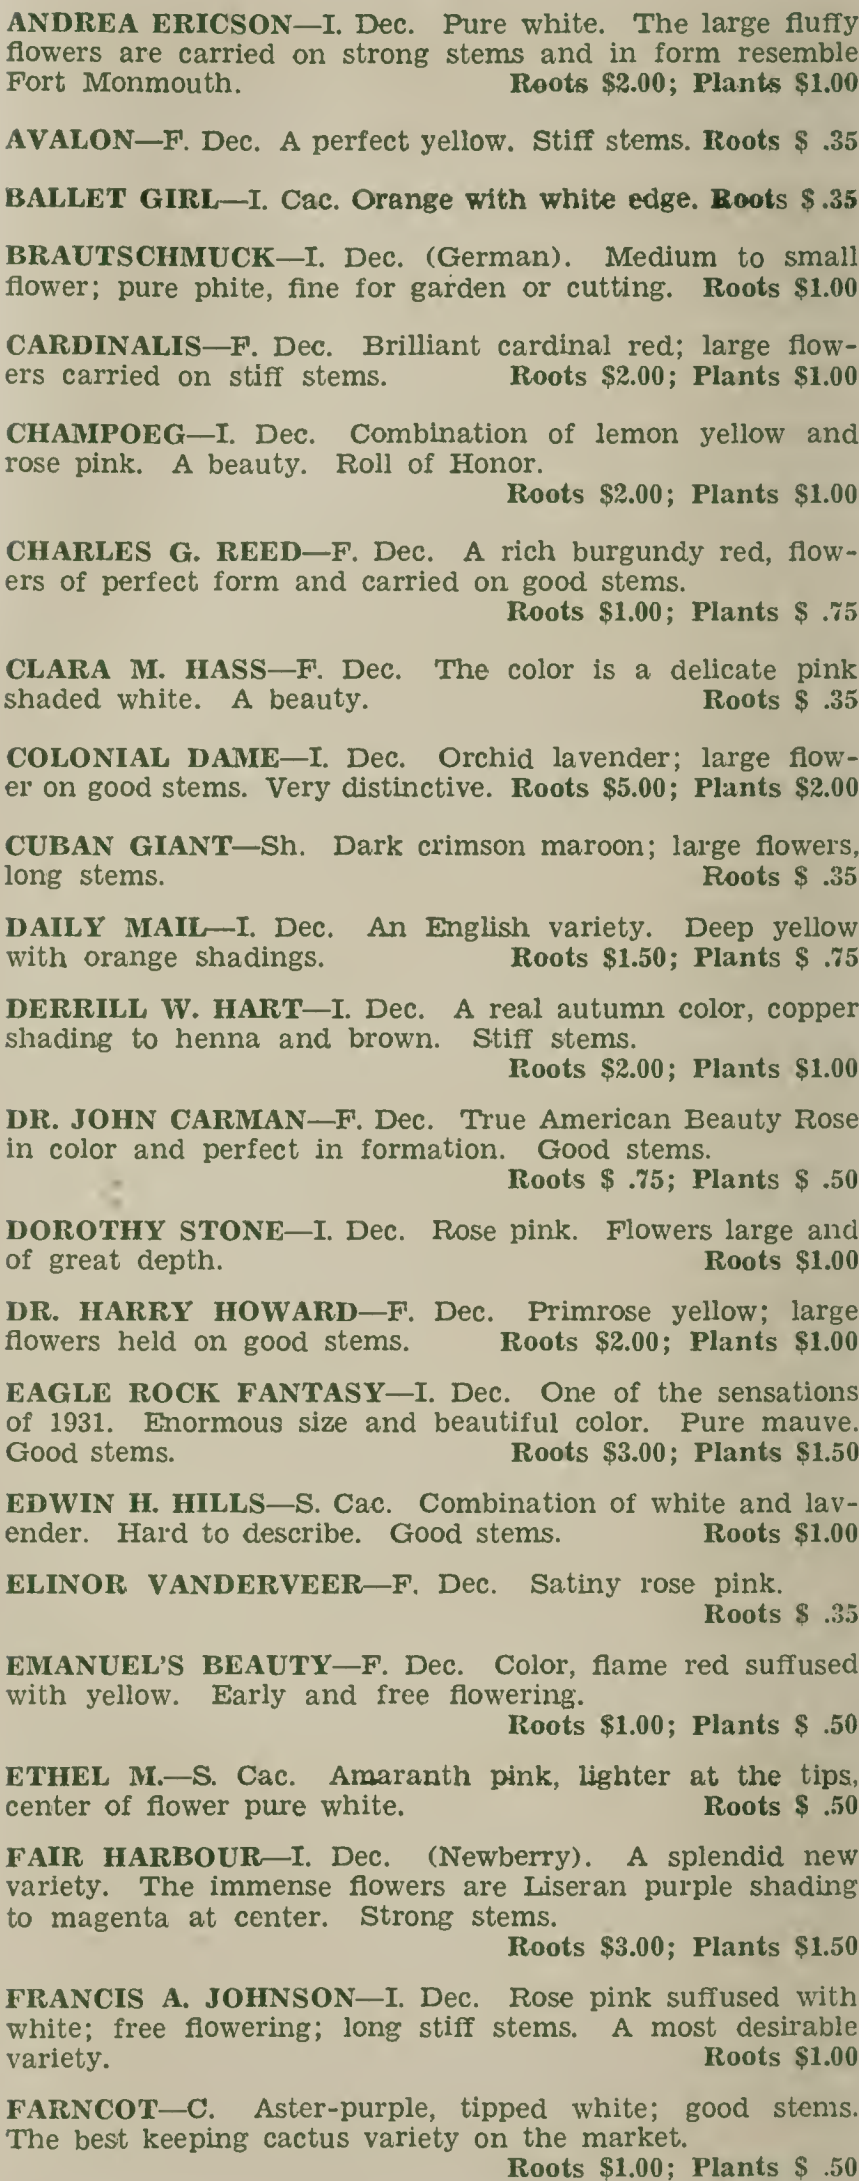 ANDREA ERICSON—I. Dec. Pure white. The large fluffy
flowers are carried on strong stems and in form resemble
Fort Monmouth. Roots $2.00; Plants $1.00
AVALON—F. Dec. A perfect yellow. Stiff stems. Roots $ .35
BALLET GIRL—I. Cac. Orange with white edge. Roots $ .35
BRAUTSCHMUCK—I. Dec. (German). Medium to small
flower; pure phite, fine for garden or cutting. Roots $1.00
CARDINALIS—F. Dec. Brilliant cardinal red; large flow-
ers carried on stiff stems. Roots $2.00; Plants $1.00
CHAMPOEG—I. Dec. Combination of lemon yellow and
rose pink. A beauty. Roll of Honor.
Roots $2.00; Plants $1.00
CHARLES G. REED—F. Dec. A rich burgundy red, flow-
ers of perfect form and carried on good stems.
Roots $1.00; Plants $ .75
CLARA M. HASS—F. Dec. The color is a delicate pink
shaded white. A beauty. Roots $ .35
COLONIAL DAME—I. Dec. Orchid lavender; large flow-
er on good stems. Very distinctive. Roots $5.00; Plants $2.00
CUBAN GIANT—Sh. Dark crimson maroon; large flowers,
long stems. Roots $ .35
DAILY MAIL—I. Dec. An English variety. Deep yellow
with orange shadings. Roots $1.50; Plants $ .75
DERRILL W. HART—I. Dec. A real autumn color, copper
shading to henna and brown. Stiff stems.
Roots $2.00; Plants $1.00
DR. JOHN CARMAN—F. Dec. True American Beauty Rose
in color and perfect in formation. Good stems.
Roots $ .75; Plants $ .50
DOROTHY STONE—I. Dec. Rose pink. Flowers large and
of great depth. Roots $1.00
DR. HARRY HOWARD—F. Dec. Primrose yellow; large
flowers held on good stems. Roots $2.00; Plants $1.00
EAGLE ROCK FANTASY—I. Dec. One of the sensations
of 1931. Enormous size and beautiful color. Pure mauve.
Good stems. Roots $3.00; Plants $1.50
EDWIN H. HILLS—S. Cac. Combination of white and lav-
ender. Hard to describe. Good stems. Roots $1.00
ELINOR VANDERVEER—F. Dec. Satiny rose pink.
Roots $ .35
EMANUEL'S BEAUTY—F. Dec. Color, flame red suffused
with yellow. Early and free flowering.
Roots $1.00; Plants $ .50
ETHEL M.—S. Cac. Amaranth pink, lighter at the tips,
center of flower pure white. Roots $ .50
FAIR HARBOUR—I. Dec. (Newberry). A splendid new
variety. The immense flowers are Liseran purple shading
to magenta at center. Strong stems.
Roots $3.00; Plants $1.50
FRANCIS A. JOHNSON—I. Dec. Rose pink suffused with
white; free flowering; long stiff stems. A most desirable
variety. Roots $1.00
FARNCOT—C. Aster-purple, tipped white; good stems.
The best keeping cactus variety on the market.
Roots $1.00; Plants $ .50